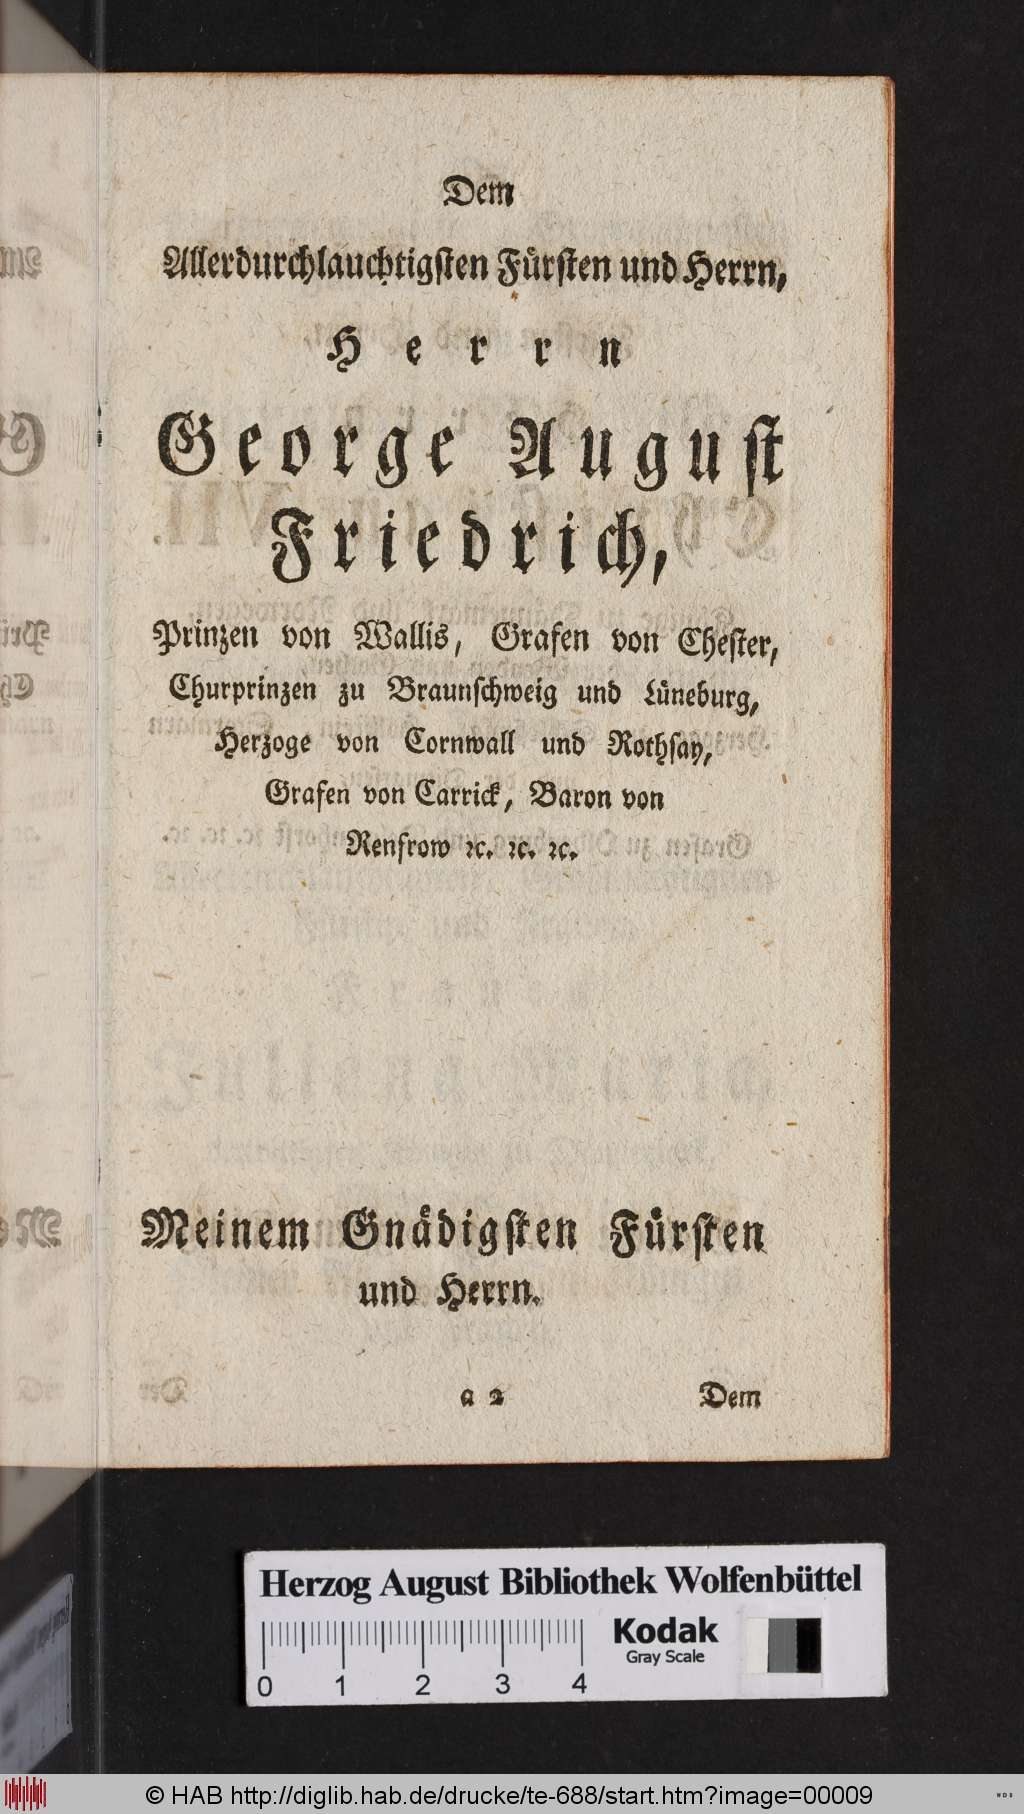 Dem
Allerdurchlauchtigsten Fürsten und Herrn,
Herrn
George August
Friedrich,
Prinzen von Wallis, Grafen von Chester,
Churprinzen zu Braunschweig und Lüneburg,
Herzoge von Cornwall und Rothsay,
Grafen von Carrick, Baron von
Renfrow ꝛc. ꝛc. ꝛc.
Meinem Gnädigsten Fürsten
und Herrn.
a 2 Dem
Herzog August Bibliothek Wolfenbüttel
Kodak
Gray Scale
0 1 2 3 4
© HAB http://diglib.hab.de/drucke/te-688/start.htm?image=00009